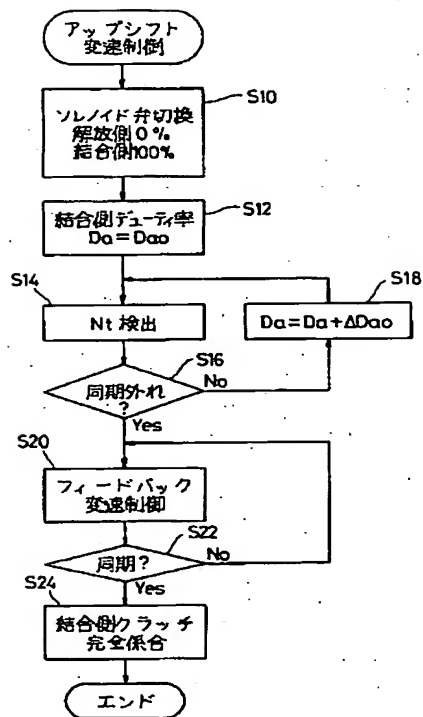 アップシフト
変速制御
S10
ソレノイド弁切換
解放側0%
結合側100%
S12
結合側デューティ率
Da=Dao
S14
Nt検出
S18
Da=Da+ΔDao
S16
同期外れ
?
No
Yes
S20
フィードバック
変速制御
S22
同期?
No
Yes
S24
結合側クラッチ
完全係合
エンド